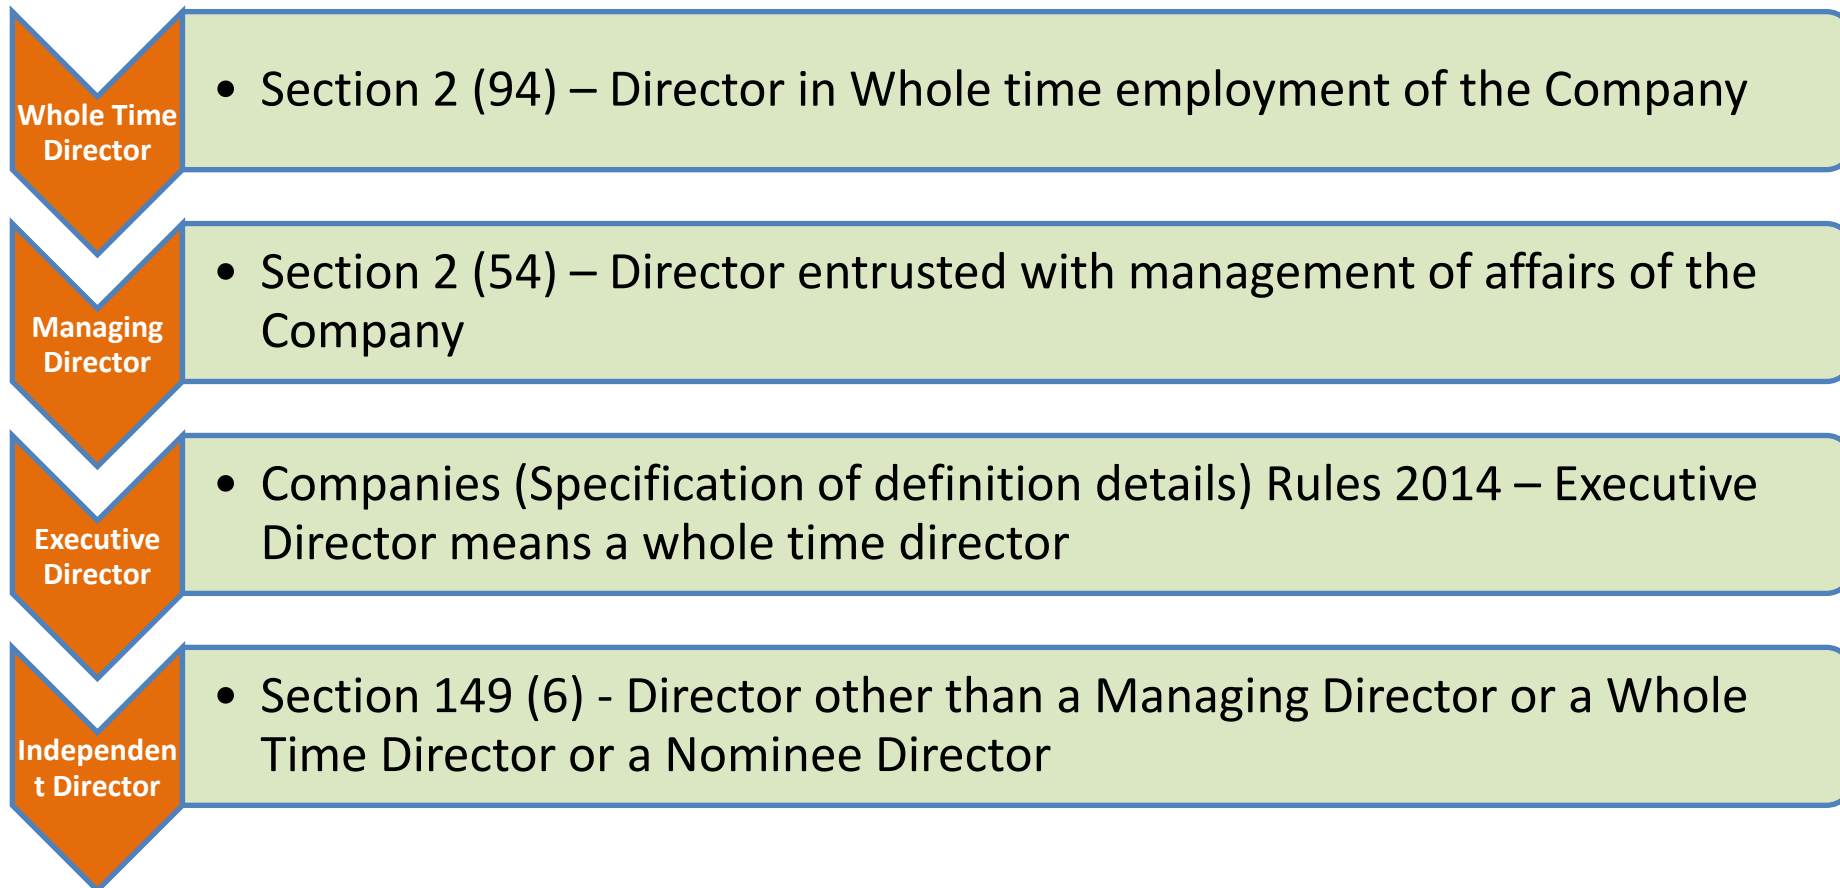 Whole Time
Director
• Section 2 (94) – Director in Whole time employment of the Company
Managing
Director
• Section 2 (54) – Director entrusted with management of affairs of the
Company
Executive
Director
• Companies (Specification of definition details) Rules 2014 – Executive
Director means a whole time director
Independen
t Director
• Section 149 (6) - Director other than a Managing Director or a Whole
Time Director or a Nominee Director